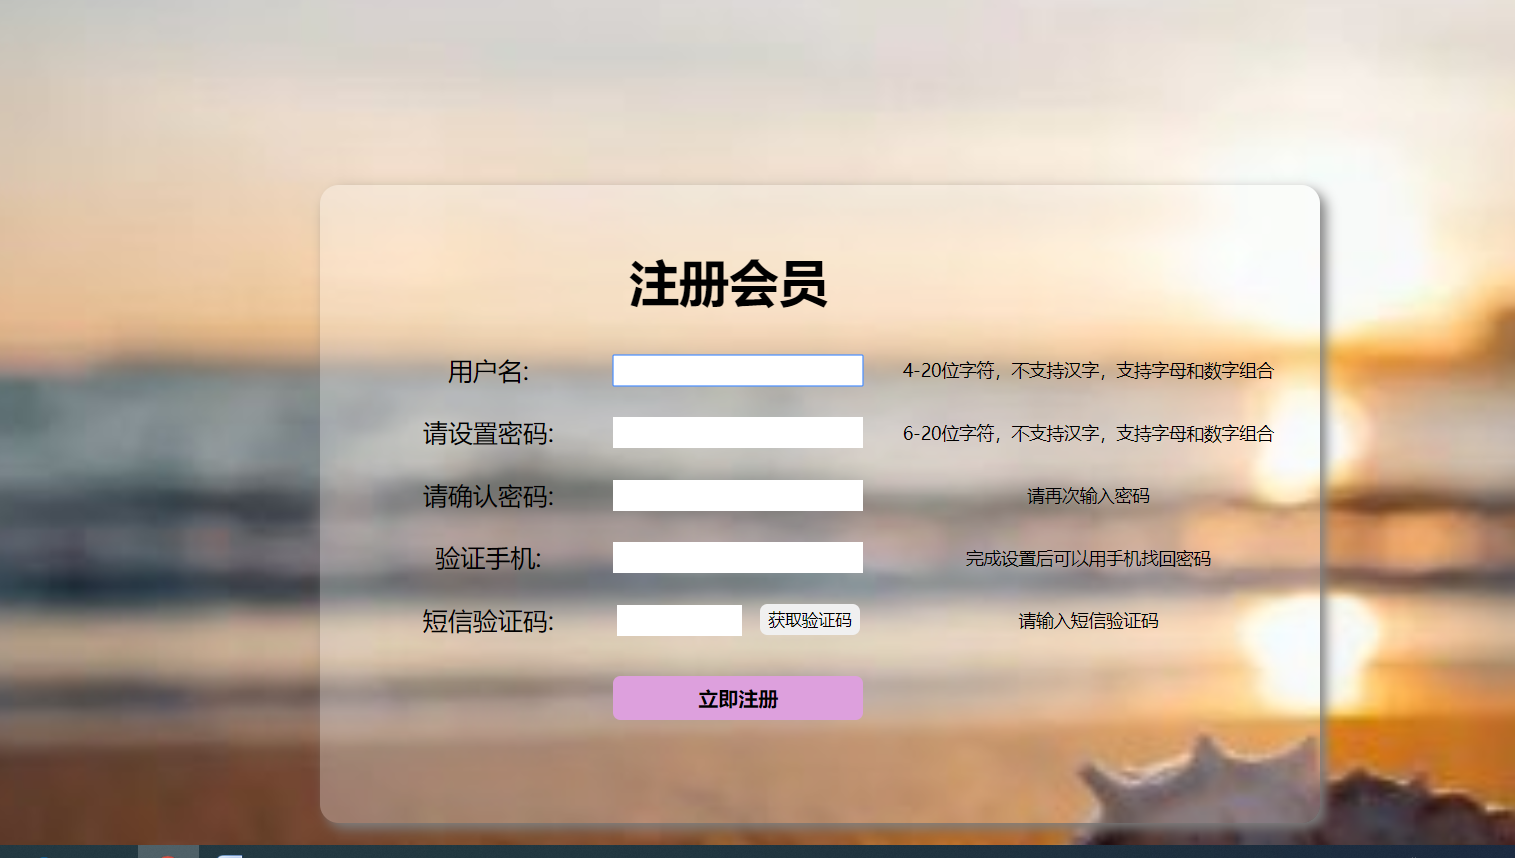 注册会员
用户名:
4-20位字符，不支持汉字，支持字母和数字组合
请设置密码:
6-20位字符，不支持汉字，支持字母和数字组合
请确认密码:
请再次输入密码
验证手机:
完成设置后可以用手机找回密码
短信验证码:
获取验证码
请输入短信验证码
立即注册